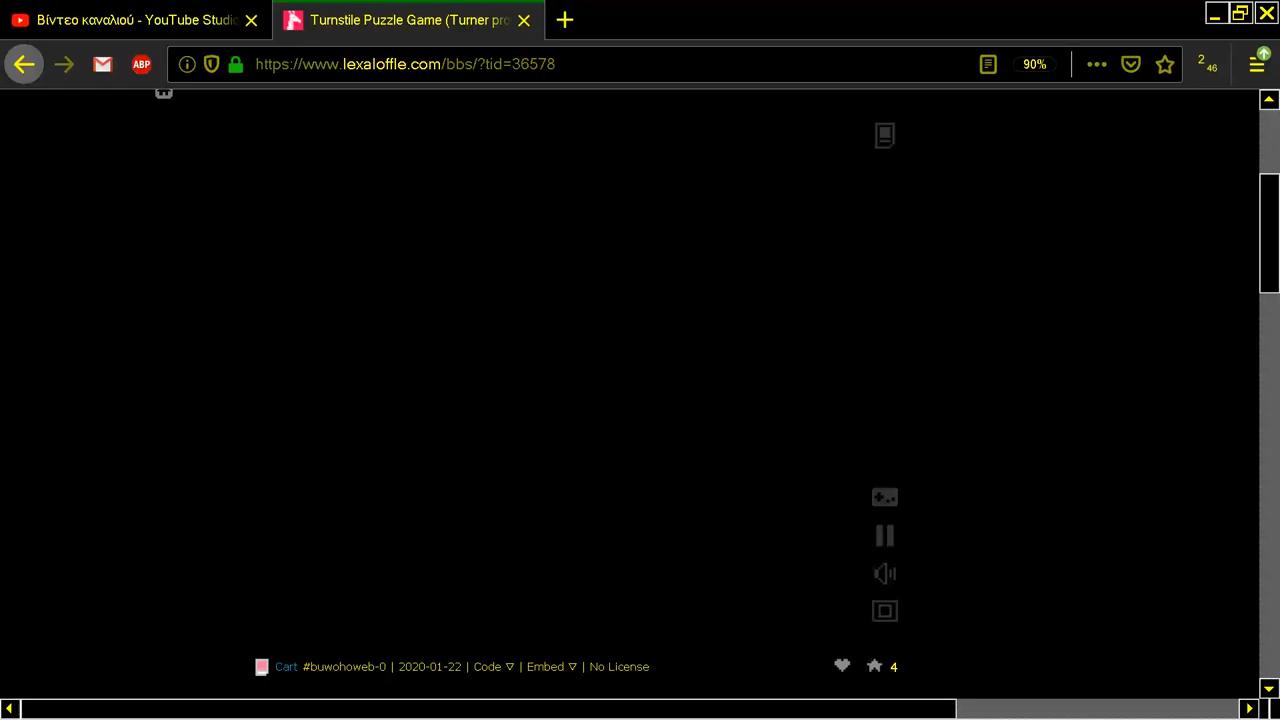 Βίντεο καναλιού - YouTube Studi
Turnstile Puzzle Game (Turner pro
ABP
https://www.lexaloffle.com/bbs/?tid=36578
90%
2
46
Cart #buwohoweb-0 | 2020-01-22 | Code ▽ | Embed ▽ | No License
4